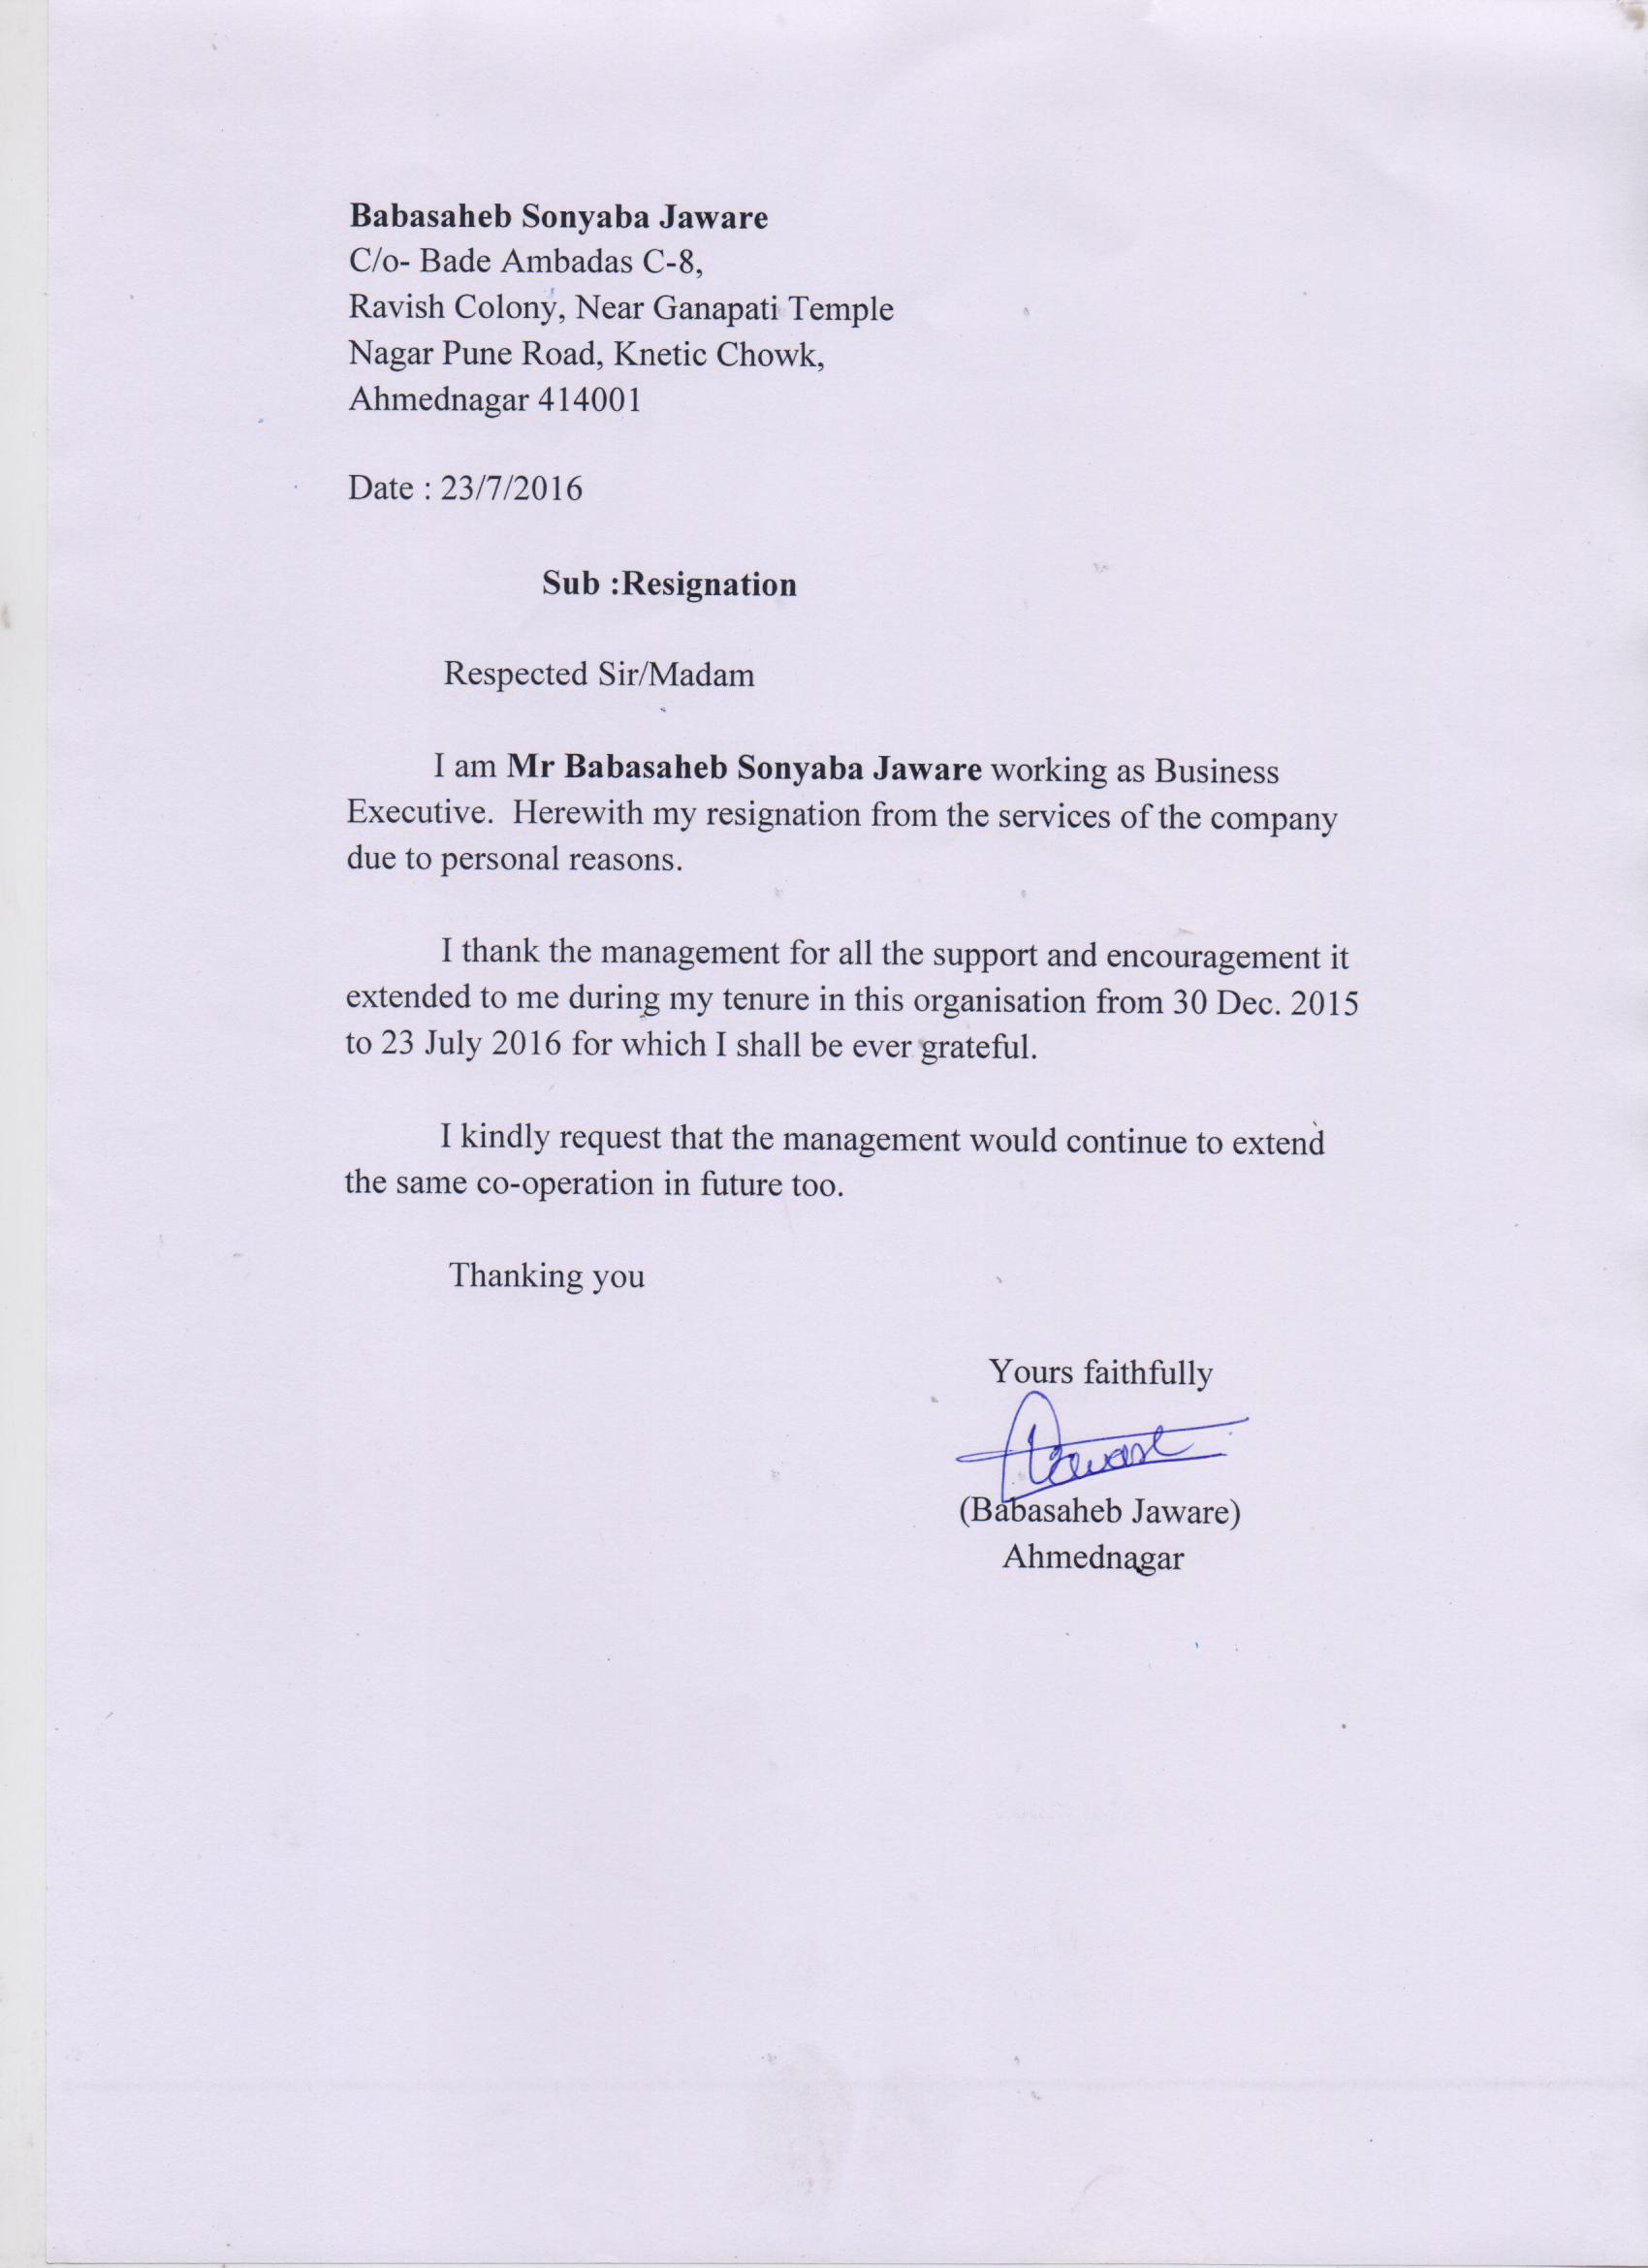 Babasaheb Sonyaba Jaware
C/o- Bade Ambadas C-8,
Ravish Colony, Near Ganapati Temple
Nagar Pune Road, Knetic Chowk,
Ahmednagar 414001
Date : 23/7/2016
Sub :Resignation
Respected Sir/Madam
I am Mr Babasaheb Sonyaba Jaware working as Business
Executive.  Herewith my resignation from the services of the company
due to personal reasons.
I thank the management for all the support and encouragement it
extended to me during my tenure in this organisation from 30 Dec. 2015
to 23 July 2016 for which I shall be ever grateful.
I kindly request that the management would continue to extend
the same co-operation in future too.
Thanking you
Yours faithfully
(Babasaheb Jaware)
Ahmednagar